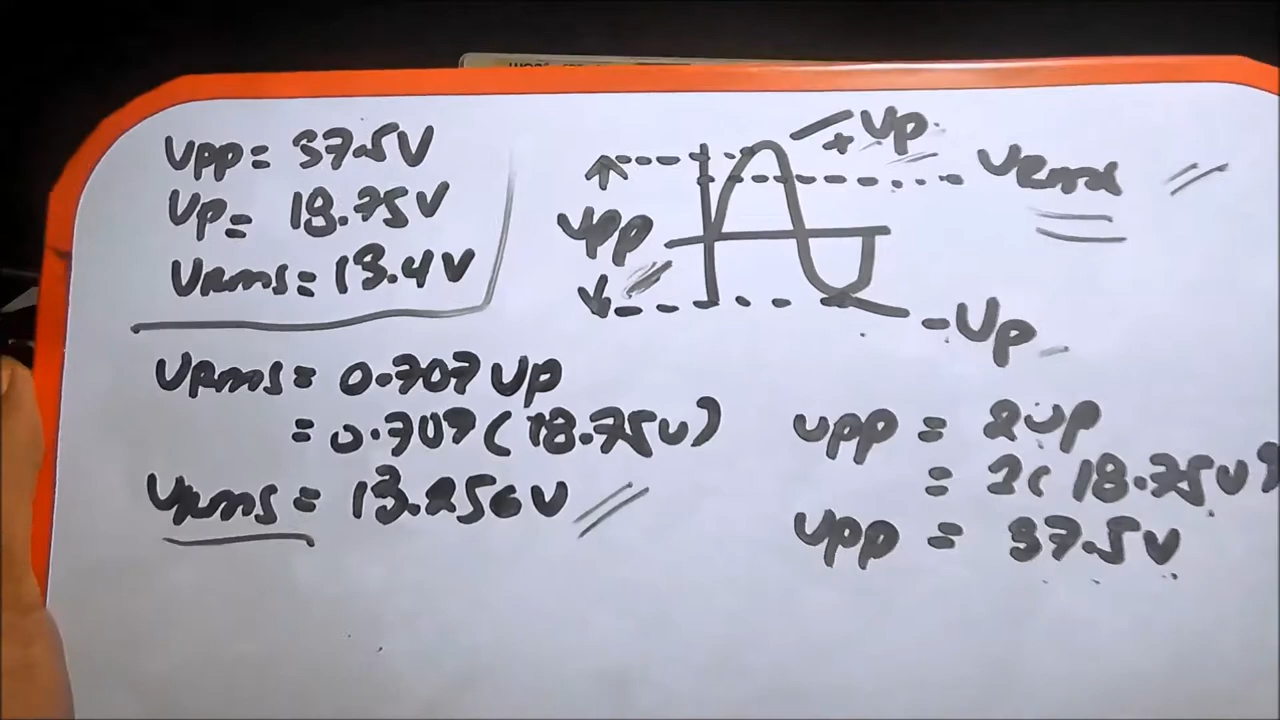 Vpp = 37.5V
Vp = 18.75V
VRms = 13.4V
+Vp
VRms
Vpp
-Vp
VRms = 0.707 Vp
= 0.707 (18.75V)
VRms = 13.256V
Vpp = 2Vp
= 2(18.75V)
Vpp = 37.5V